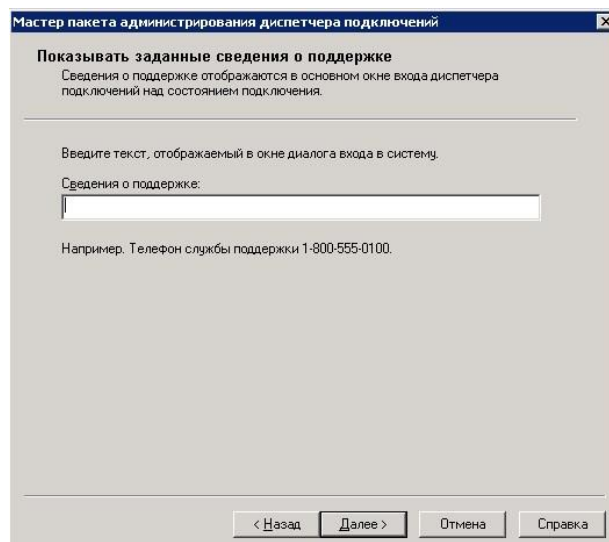 Мастер пакета администрирования диспетчера подключений
Показывать заданные сведения о поддержке
Сведения о поддержке отображаются в основном окне входа диспетчера
подключений над состоянием подключения.
Введите текст, отображаемый в окне диалога входа в систему.
Сведения о поддержке:
Например. Телефон службы поддержки 1-800-555-0100.
< Назад Далее > Отмена Справка